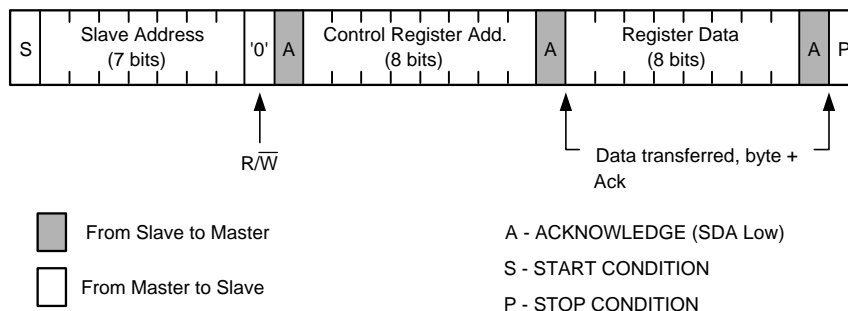 S Slave Address (7 bits) '0' A Control Register Add. (8 bits) A Register Data (8 bits) A P
R/W̅
Data transferred, byte + Ack
From Slave to Master
From Master to Slave
A - ACKNOWLEDGE (SDA Low)
S - START CONDITION
P - STOP CONDITION